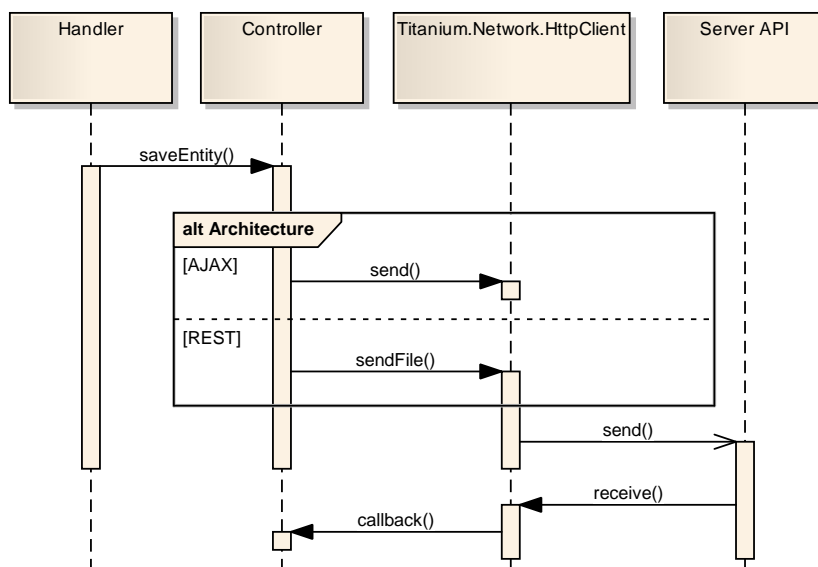 Handler
Controller
Titanium.Network.HttpClient
Server API
saveEntity()
alt Architecture
[AJAX]
send()
[REST]
sendFile()
send()
receive()
callback()